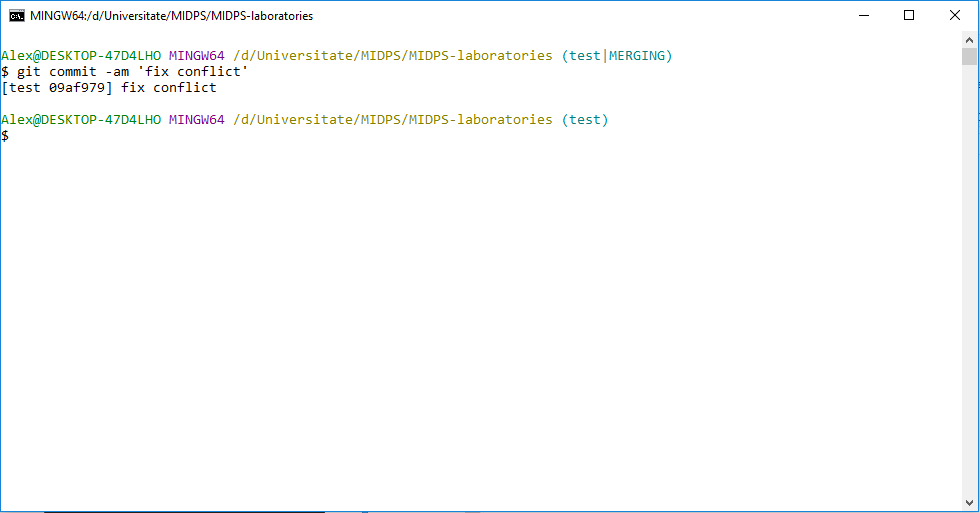 MINGW64:/d/Universitate/MIDPS/MIDPS-laboratories
Alex@DESKTOP-47D4LHO MINGW64 /d/Universitate/MIDPS/MIDPS-laboratories (test|MERGING)
$ git commit -am 'fix conflict'
[test 09af979] fix conflict
Alex@DESKTOP-47D4LHO MINGW64 /d/Universitate/MIDPS/MIDPS-laboratories (test)
$